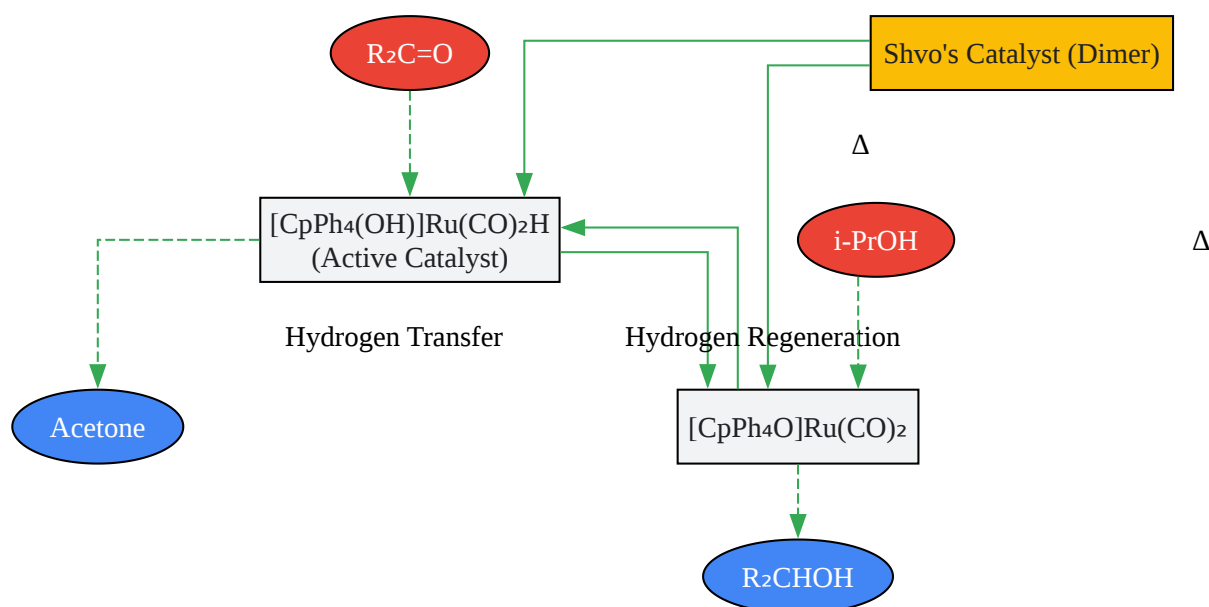 R₂C=O
Shvo's Catalyst (Dimer)
Δ
[CpPh₄(OH)]Ru(CO)₂H
(Active Catalyst)
i-PrOH
Δ
Hydrogen Transfer
Hydrogen Regeneration
Acetone
[CpPh₄O]Ru(CO)₂
R₂CHOH